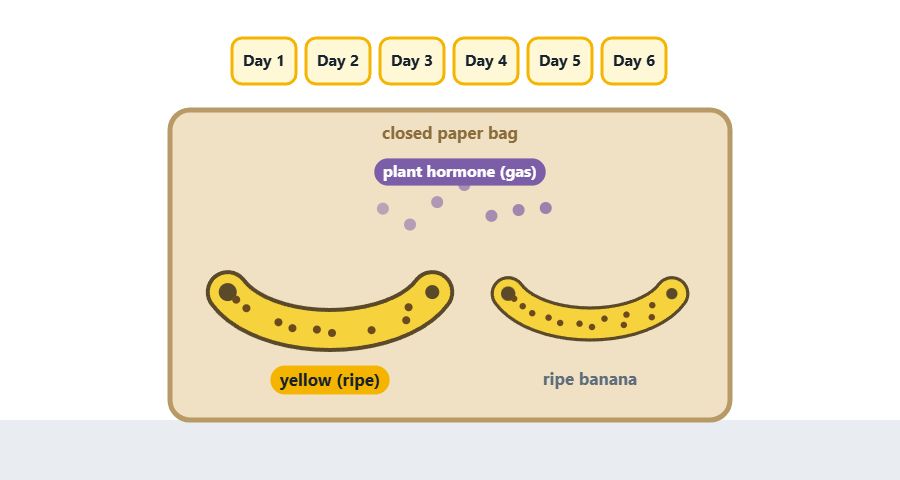 Day 1 Day 2 Day 3 Day 4 Day 5 Day 6
closed paper bag
plant hormone (gas)
yellow (ripe) ripe banana